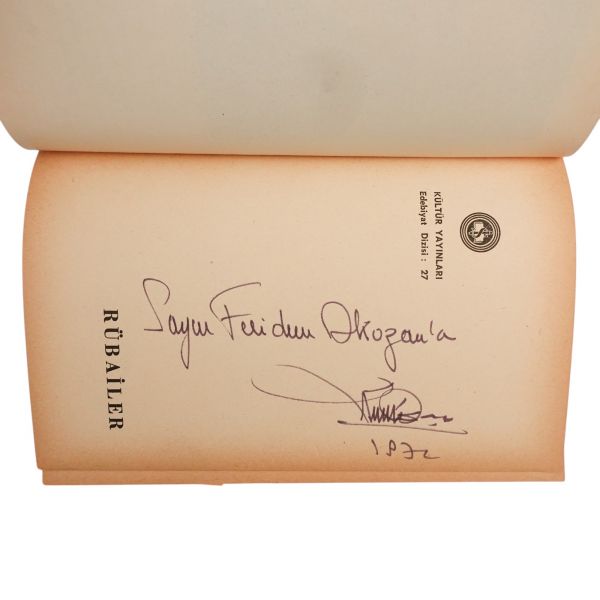 KÜLTÜR YAYINLARI
Edebiyat Dizisi : 27
Sayın Feridun Akozan'a
1972
RÜBAİLER